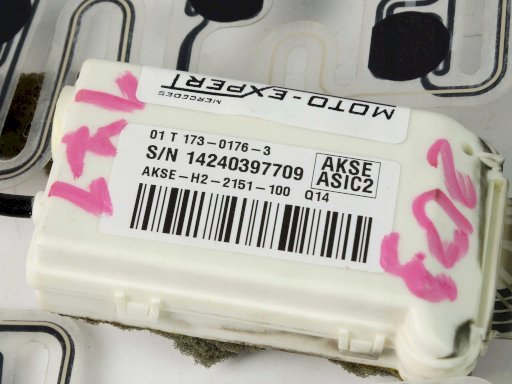 MOTO-EXPERT
MERCEDES
01 T 173-0176-3
S/N 14240397709
AKSE-H2-2151-100 Q14
AKSE
ASIC2